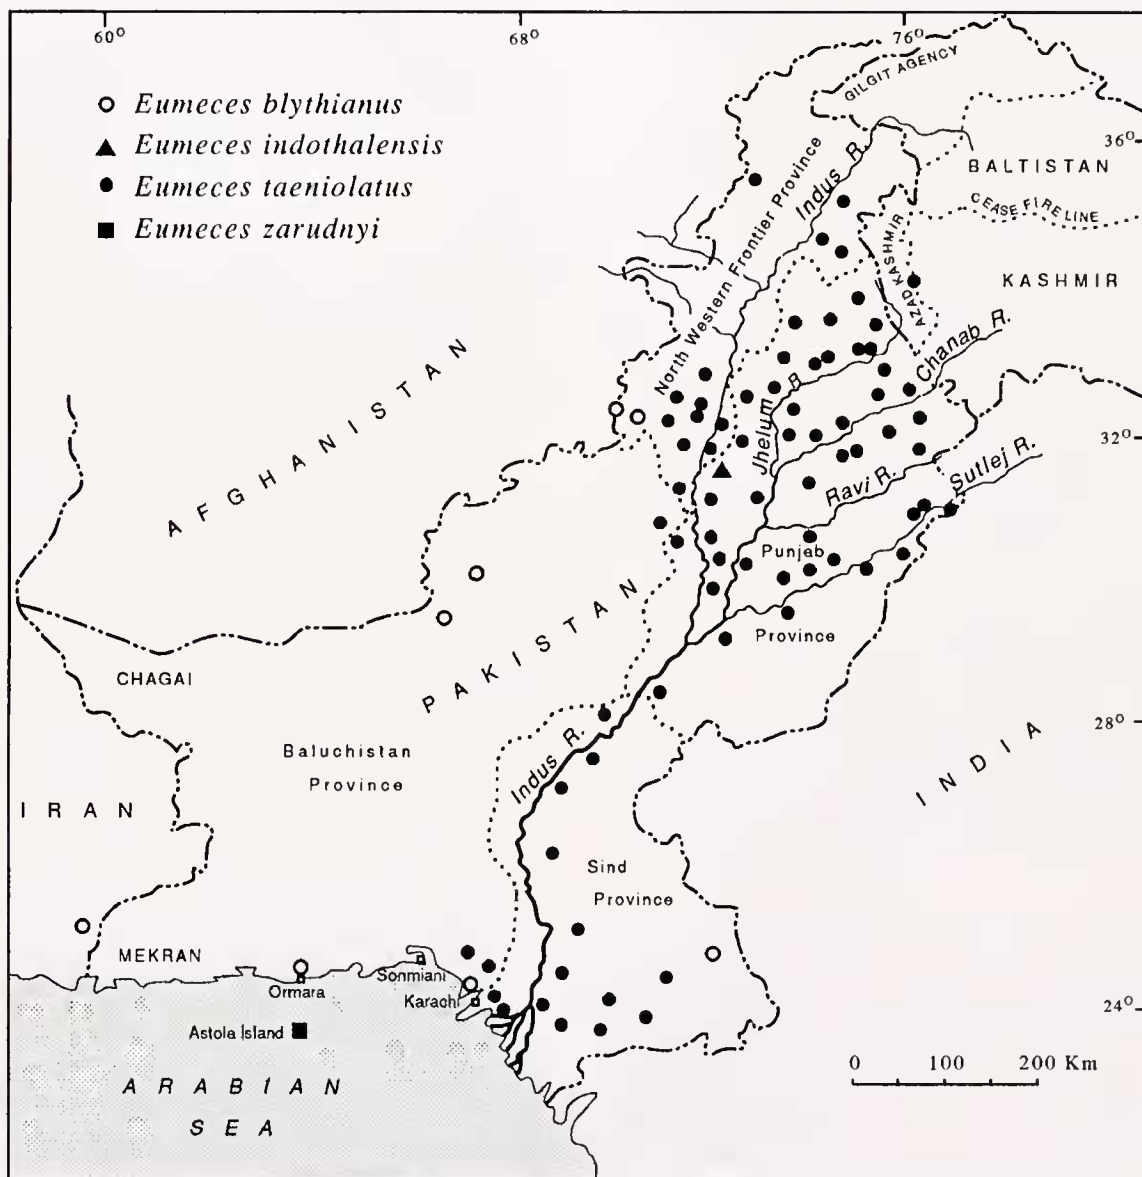 60°
68°
76°
Eumeces blythianus
Eumeces indothalensis
Eumeces taeniolatus
Eumeces zarudnyi
GILGIT AGENCY
36°
BALTISTAN
CEASE FIRE LINE
KASHMIR
AZAD KASHMIR
North Western Frontier Province
Indus R.
Chanab R.
Jhelum R.
32°
Ravi R.
Sutlej R.
AFGHANISTAN
Punjab
Province
PAKISTAN
CHAGAI
28°
Baluchistan
Province
Indus R.
INDIA
IRAN
Sind
Province
MEKRAN
Sonmiani
Ormara
Karachi
24°
Astola Island
0 100 200 Km
ARABIAN
SEA